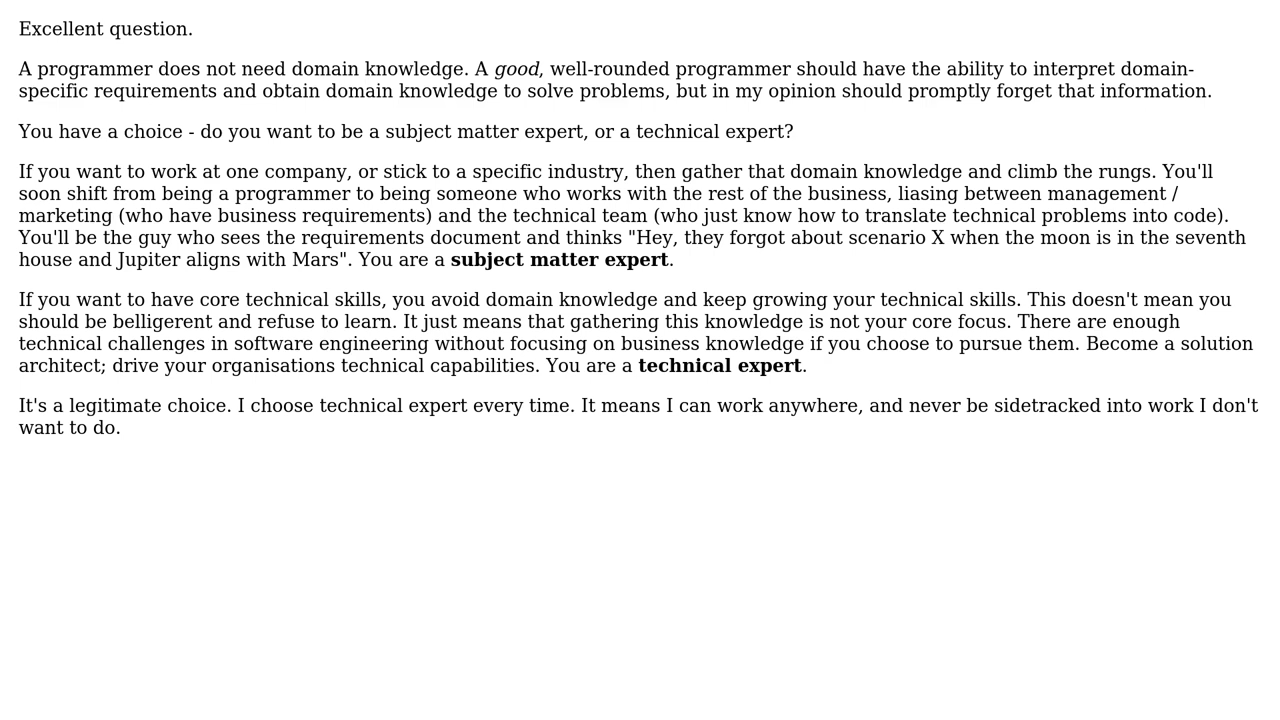 Excellent question.
A programmer does not need domain knowledge. A good, well-rounded programmer should have the ability to interpret domain-
specific requirements and obtain domain knowledge to solve problems, but in my opinion should promptly forget that information.
You have a choice - do you want to be a subject matter expert, or a technical expert?
If you want to work at one company, or stick to a specific industry, then gather that domain knowledge and climb the rungs. You'll
soon shift from being a programmer to being someone who works with the rest of the business, liasing between management /
marketing (who have business requirements) and the technical team (who just know how to translate technical problems into code).
You'll be the guy who sees the requirements document and thinks "Hey, they forgot about scenario X when the moon is in the seventh
house and Jupiter aligns with Mars". You are a subject matter expert.
If you want to have core technical skills, you avoid domain knowledge and keep growing your technical skills. This doesn't mean you
should be belligerent and refuse to learn. It just means that gathering this knowledge is not your core focus. There are enough
technical challenges in software engineering without focusing on business knowledge if you choose to pursue them. Become a solution
architect; drive your organisations technical capabilities. You are a technical expert.
It's a legitimate choice. I choose technical expert every time. It means I can work anywhere, and never be sidetracked into work I don't
want to do.